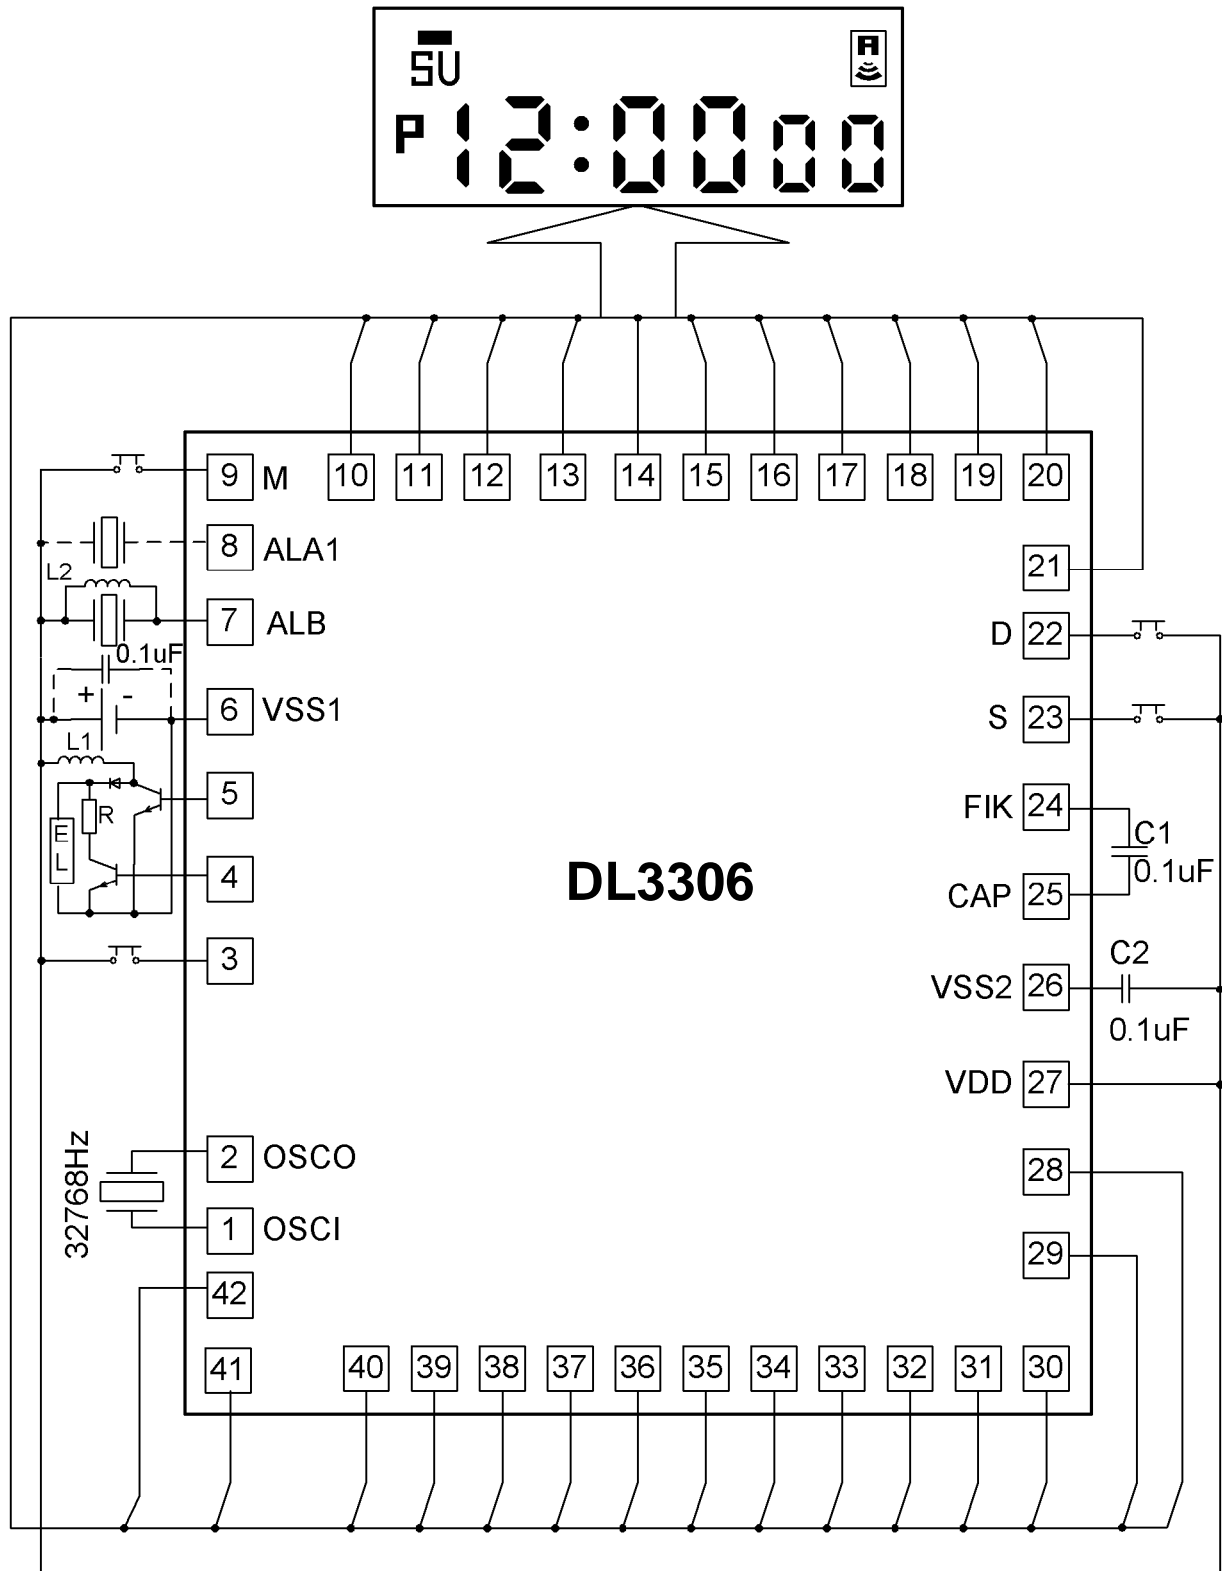 SU
A
P 12:00 00
10 11 12 13 14 15 16 17 18 19 20
9 M
8 ALA1
L2
7 ALB
0.1uF
+ -
6 VSS1
L1
5
R
EL
4
3
2 OSCO
32768Hz
1 OSCI
42
41
DL3306
21
D 22
S 23
FIK 24
C1
0.1uF
CAP 25
C2
VSS2 26
0.1uF
VDD 27
28
29
40 39 38 37 36 35 34 33 32 31 30